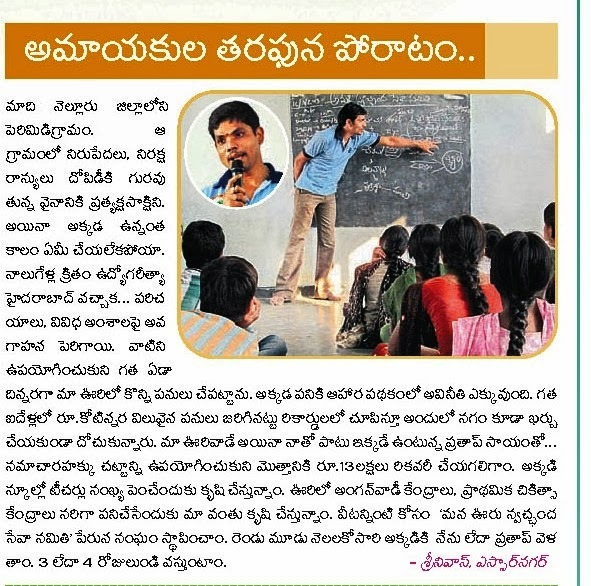 అమాయకుల తరఫున పోరాటం..
మాది నెల్లూరు జిల్లాలోని
పెరిమిడిగ్రామం. ఆ
గ్రామంలో నిరుపేదలు, నిరక్ష
రాస్యులు దోపిడీకి గురవు
తున్న వైనానికి ప్రత్యక్షసాక్షిని.
అయినా అక్కడ ఉన్నంత
కాలం ఏమీ చేయలేకపోయా.
నాలుగేళ్ల క్రితం ఉద్యోగరీత్యా
హైదరాబాద్ వచ్చాక... పరిచ
యాలు, వివిధ అంశాలపై అవ
గాహన పెరిగాయి. వాటిని
ఉపయోగించుకుని గత ఏడా
దిన్నరగా మా ఊరిలో కొన్ని పనులు చేపట్టాను. అక్కడ పనికి ఆహార పథకంలో అవినీతి ఎక్కువుంది. గత
ఐదేళ్లలో రూ.కోటిన్నర విలువైన పనులు జరిగినట్టు రికార్డులలో చూపిస్తూ అందులో సగం కూడా ఖర్చు
చేయకుండా దోచుకున్నారు. మా ఊరివాడే అయినా నాతో పాటు ఇక్కడే ఉంటున్న ప్రతాప్ సాయంతో...
సమాచారహక్కు చట్టాన్ని ఉపయోగించుకుని మొత్తానికి రూ.13లక్షలు రికవరీ చేయగలిగాం. అక్కడి
స్కూల్లో టీచర్ల సంఖ్య పెంచేందుకు కృషి చేస్తున్నాం. ఊరిలో అంగన్‌వాడీ కేంద్రాలు, ప్రాథమిక చికిత్సా
కేంద్రాలు సరిగా పనిచేసేందుకు మా వంతు కృషి చేస్తున్నాం. వీటన్నింటి కోసం ‘మన ఊరు స్వచ్ఛంద
సేవా సమితి’ పేరున సంఘం స్థాపించాం. రెండు మూడు నెలలకోసారి అక్కడికి నేను లేదా ప్రతాప్ వెళ
తాం. 3 లేదా 4 రోజులుండి వస్తుంటాం.
- శ్రీనివాస్, ఎస్సార్‌నగర్